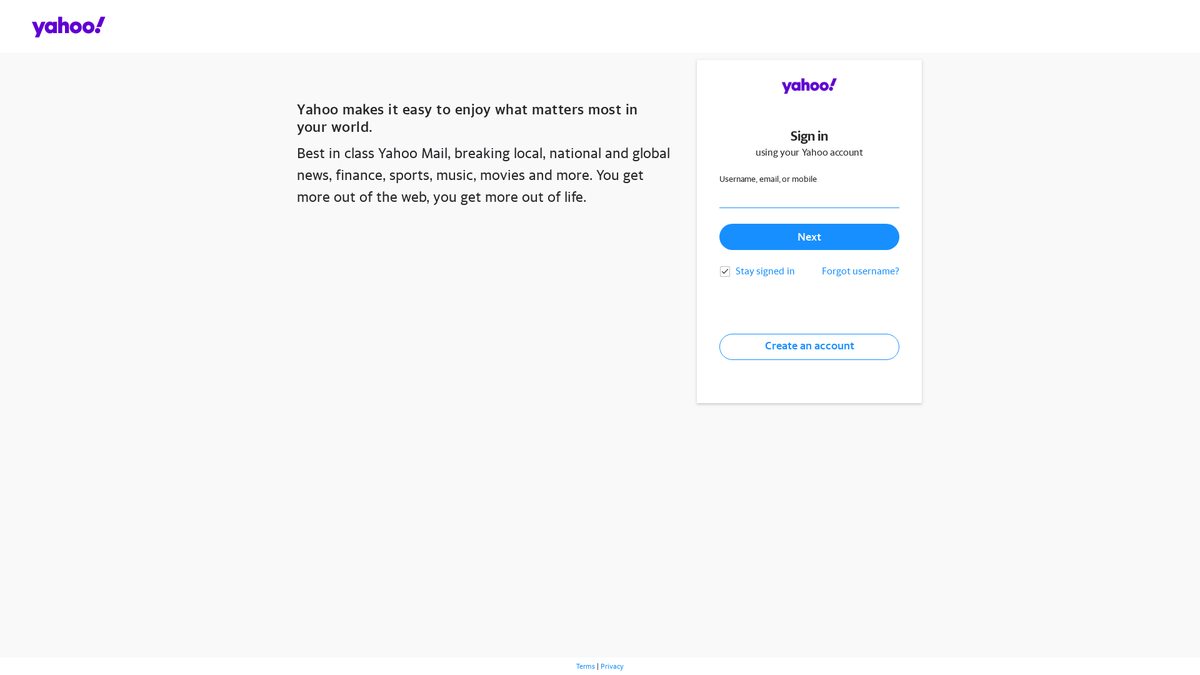 yahoo!
Yahoo makes it easy to enjoy what matters most in
your world.
Best in class Yahoo Mail, breaking local, national and global
news, finance, sports, music, movies and more. You get
more out of the web, you get more out of life.
yahoo!
Sign in
using your Yahoo account
Username, email, or mobile
Next
Stay signed in Forgot username?
Create an account
Terms | Privacy